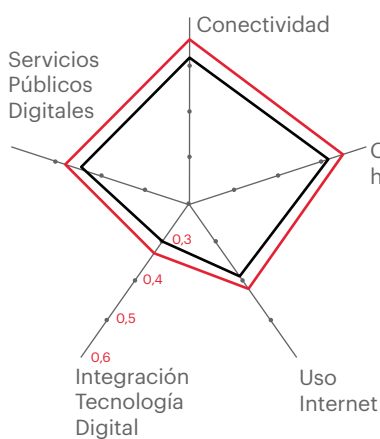 Conectividad
Servicios
Públicos
Digitales
0,3
0,4
0,5
0,6
Integración
Tecnología
Digital
Uso
Internet